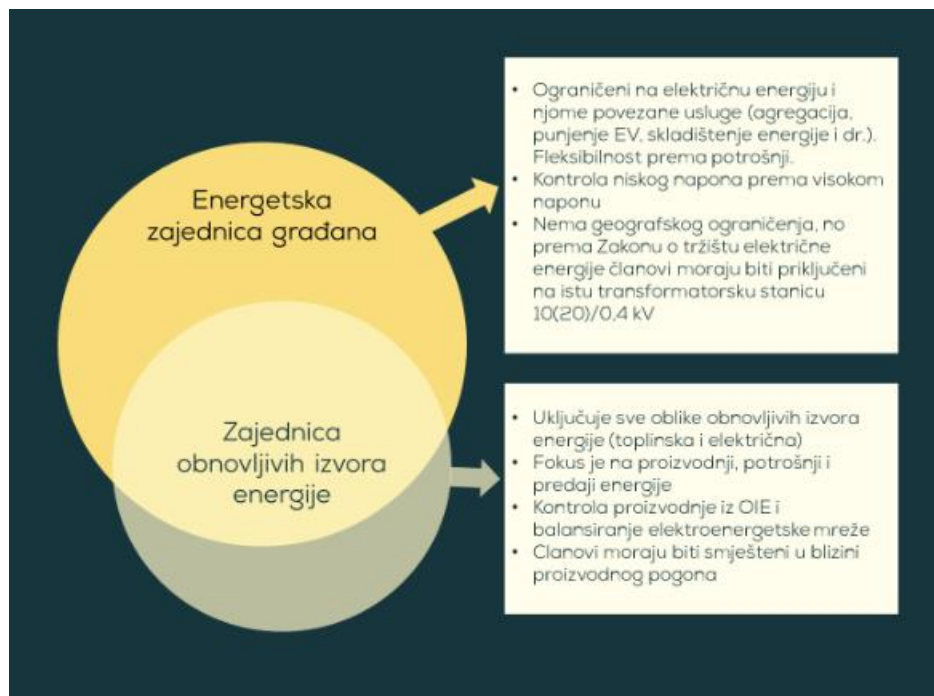 Energetska
zajednica građana
Zajednica
obnovljivih izvora
energije
• Ograničeni na električnu energiju i
njome povezane usluge (agregacija,
punjenje EV, skladištenje energije i dr.).
Fleksibilnost prema potrošnji.
• Kontrola niskog napona prema visokom
naponu
• Nema geografskog ograničenja, no
prema Zakonu o tržištu električne
energije članovi moraju biti priključeni
na istu transformatorsku stanicu
10(20)/0,4 kV
• Uključuje sve oblike obnovljivih izvora
energije (toplinska i električna)
• Fokus je na proizvodnji, potrošnji i
predaji energije
• Kontrola proizvodnje iz OIE i
balansiranje elektroenergetske mreže
• Clanovi moraju biti smješteni u blizini
proizvodnog pogona